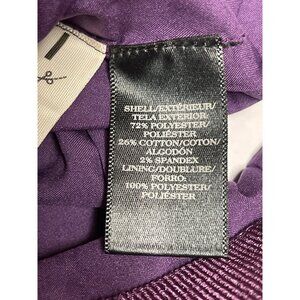 SHELL/EXTÉRIEUR/
TELA EXTERIOR:
72% POLYESTER/
POLIÉSTER
26% COTTON/COTON/
ALGODÓN
2% SPANDEX
LINING/DOUBLURE/
FORRO:
100% POLYESTER/
POLIÉSTER